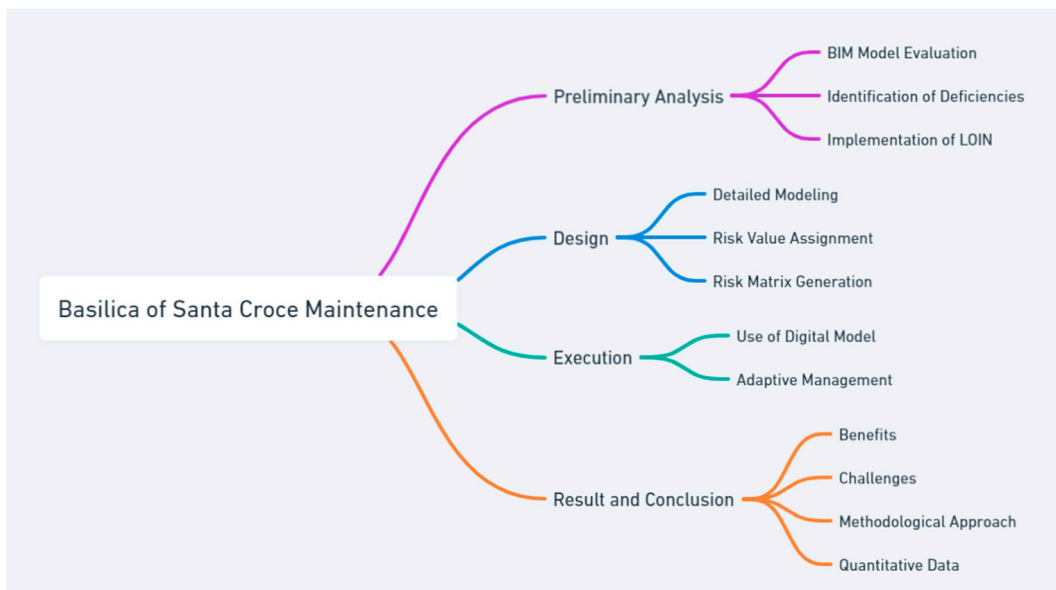 Basilica of Santa Croce Maintenance
Preliminary Analysis
BIM Model Evaluation
Identification of Deficiencies
Implementation of LOIN
Design
Detailed Modeling
Risk Value Assignment
Risk Matrix Generation
Execution
Use of Digital Model
Adaptive Management
Result and Conclusion
Benefits
Challenges
Methodological Approach
Quantitative Data